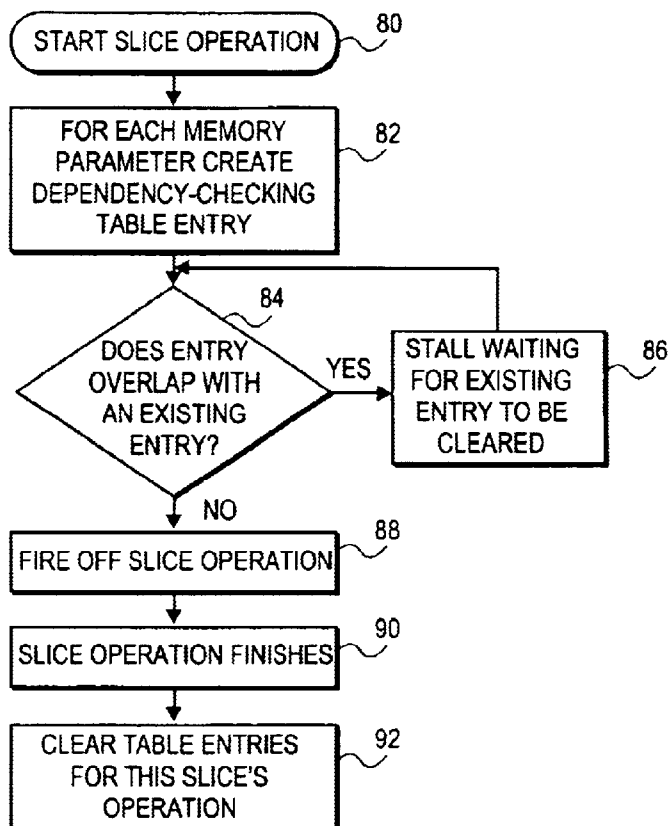 START SLICE OPERATION
80
FOR EACH MEMORY
PARAMETER CREATE
DEPENDENCY-CHECKING
TABLE ENTRY
82
84
DOES ENTRY
OVERLAP WITH
AN EXISTING
ENTRY?
YES
STALL WAITING
FOR EXISTING
ENTRY TO BE
CLEARED
86
NO
FIRE OFF SLICE OPERATION
88
SLICE OPERATION FINISHES
90
CLEAR TABLE ENTRIES
FOR THIS SLICE'S
OPERATION
92